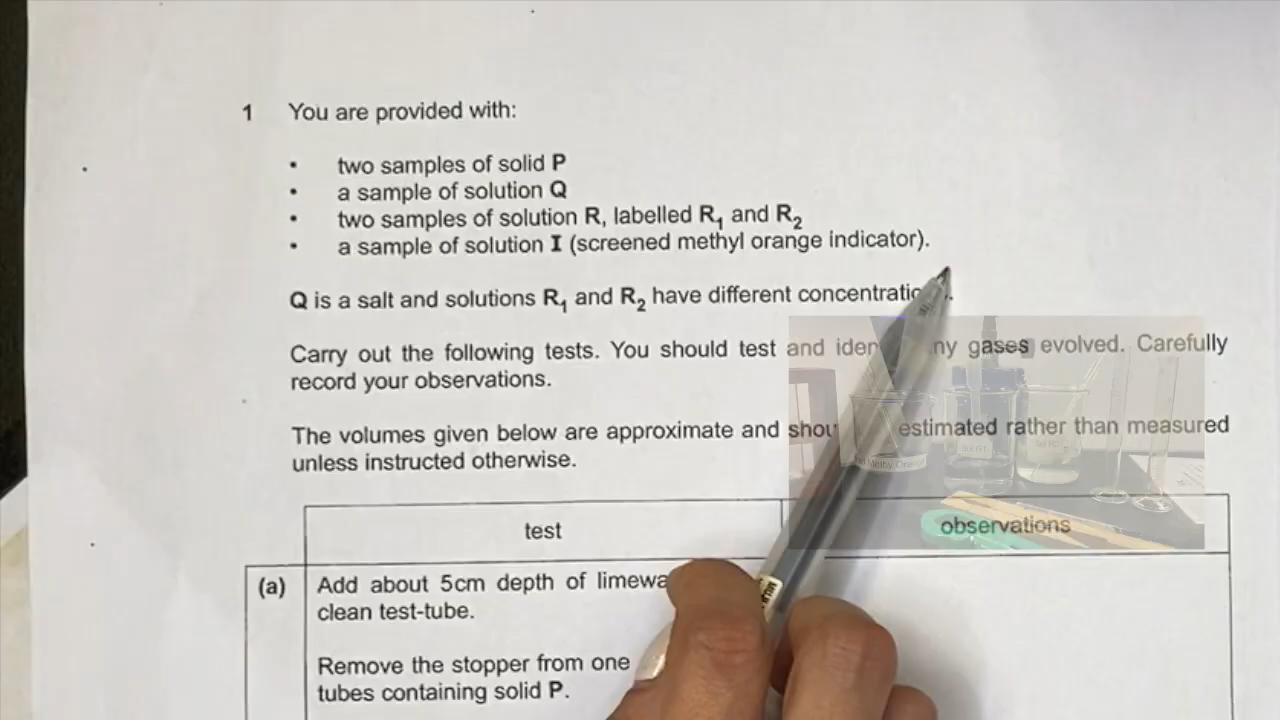 1 You are provided with:
• two samples of solid P
• a sample of solution Q
• two samples of solution R, labelled R₁ and R₂
• a sample of solution I (screened methyl orange indicator).
Q is a salt and solutions R₁ and R₂ have different
Carry out the following tests. You should test and gases evolved. Carefully
record your observations.
The volumes given below are approximate and estimated rather than measured
unless instructed otherwise.
test observations
(a) Add about 5cm depth of
clean test-tube.
Remove the stopper from one
tubes containing solid P.